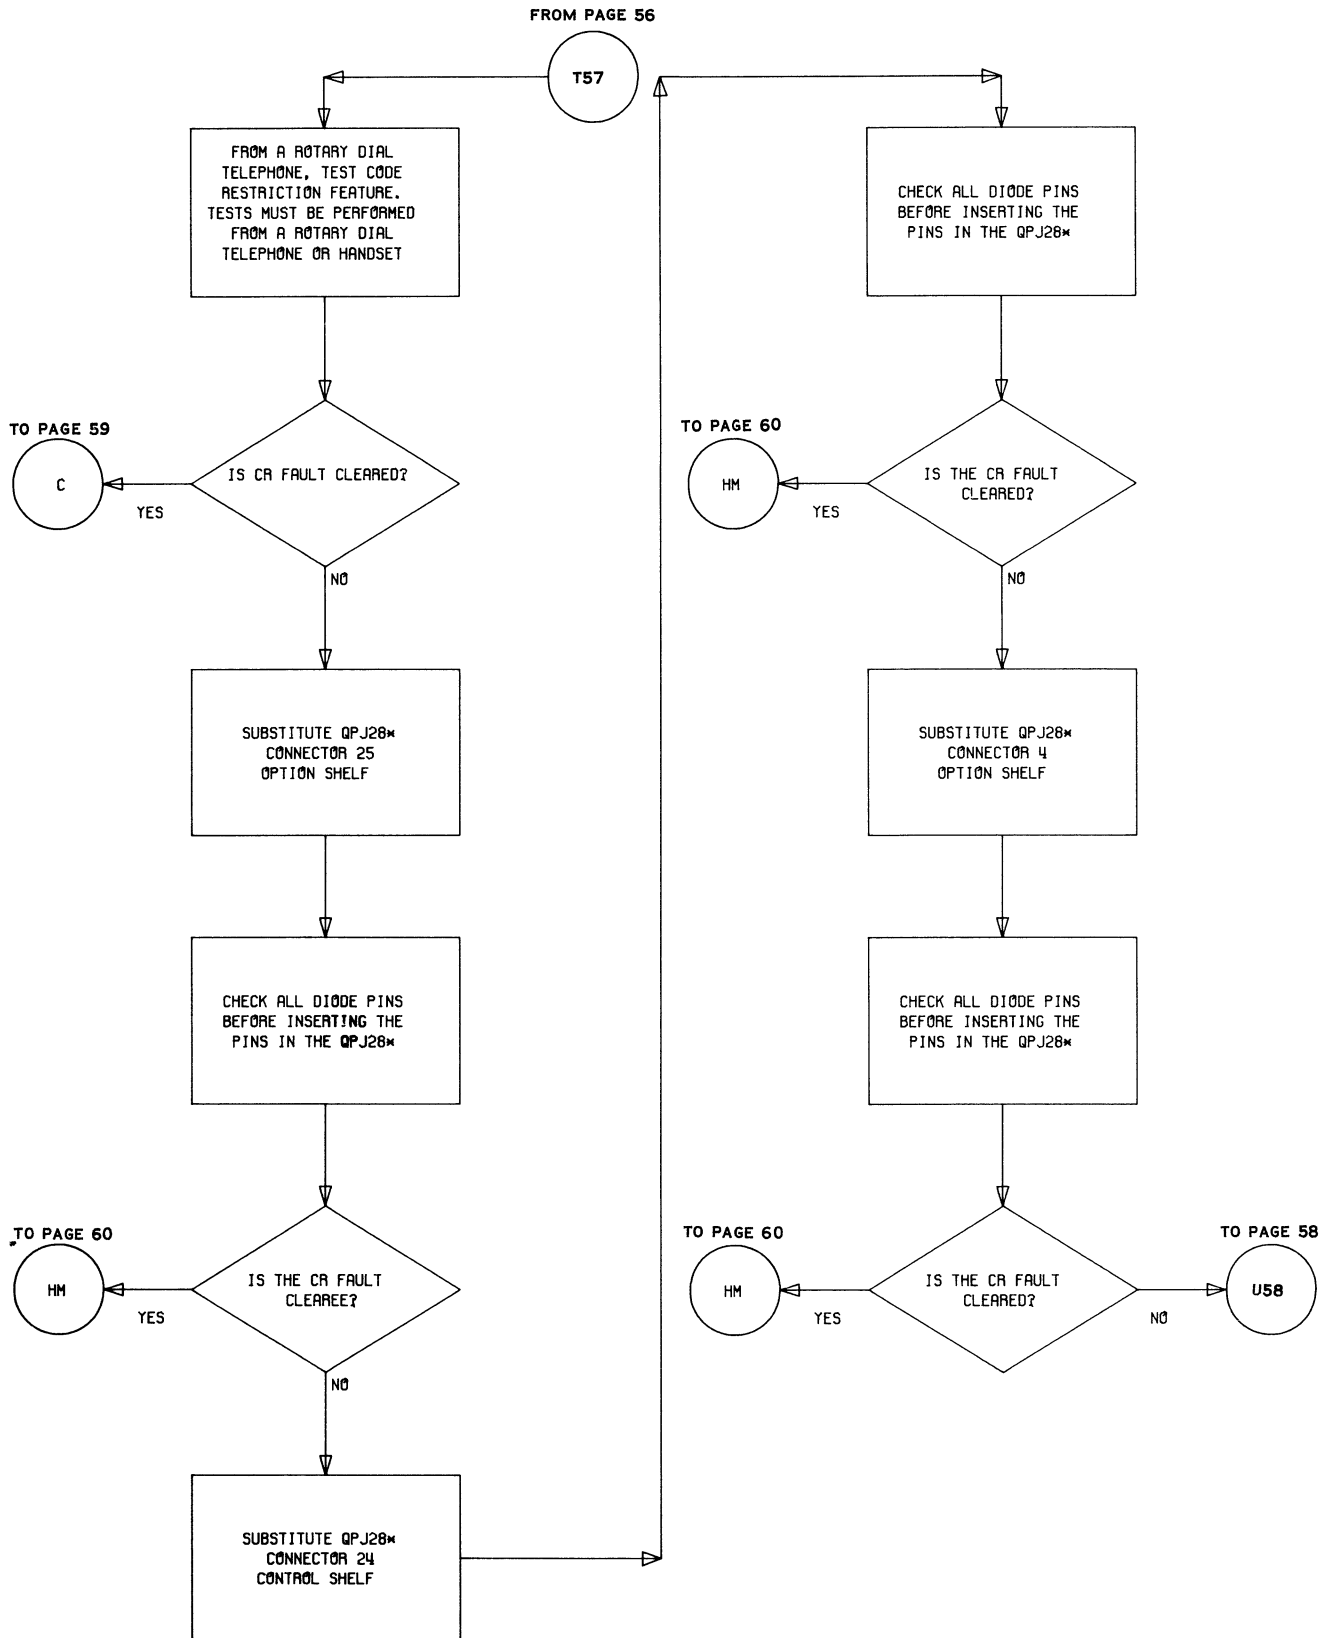 FROM PAGE 56
T57
FROM A ROTARY DIAL
TELEPHONE, TEST CODE
RESTRICTION FEATURE.
TESTS MUST BE PERFORMED
FROM A ROTARY DIAL
TELEPHONE OR HANDSET
TO PAGE 59
C
YES
IS CR FAULT CLEARED?
NO
SUBSTITUTE QPJ28*
CONNECTOR 25
OPTION SHELF
CHECK ALL DIODE PINS
BEFORE INSERTING THE
PINS IN THE QPJ28*
TO PAGE 60
HM
YES
IS THE CR FAULT
CLEAREE?
NO
SUBSTITUTE QPJ28*
CONNECTOR 24
CONTROL SHELF
CHECK ALL DIODE PINS
BEFORE INSERTING THE
PINS IN THE QPJ28*
TO PAGE 60
HM
YES
IS THE CR FAULT
CLEARED?
NO
SUBSTITUTE QPJ28*
CONNECTOR 4
OPTION SHELF
CHECK ALL DIODE PINS
BEFORE INSERTING THE
PINS IN THE QPJ28*
TO PAGE 60
HM
YES
IS THE CR FAULT
CLEARED?
NO
TO PAGE 58
U58